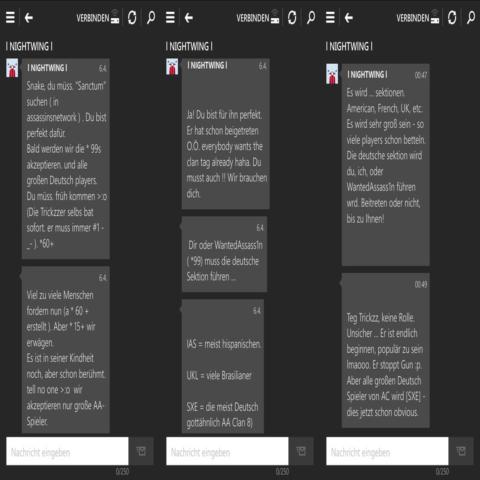 VERBINDEN
I NIGHTWING I
I NIGHTWING I
6.4.
Snake, du müss. "Sanctum"
suchen ( in
assassinsnetwork ) . Du bist
perfekt dafür.
Bald werden wir die * 99s
akzeptieren. und alle
großen Deutsch players.
Du müss. früh kommen >:o
(Die Trickzzer selbs bat
sofort. er muss immer #1 -
_- ). *60+
6.4.
Viel zu viele Menschen
fordern nun (a * 60 +
erstellt ). Aber * 15+ wir
erwägen.
Es ist in seiner Kindheit
noch, aber schon berühmt.
tell no one >:o wir
akzeptieren nur große AA-
Spieler.
Nachricht eingeben
0/250
VERBINDEN
I NIGHTWING I
I NIGHTWING I
6.4.
Ja! Du bist für ihn perfekt.
Er hat schon beigetreten
O.O. everybody wants the
clan tag already haha. Du
musst auch !! Wir brauchen
dich.
6.4.
Dir oder WantedAssass1n
( *99) muss die deutsche
Sektion führen ...
6.4.
IAS = meist hispanischen.
UKL = viele Brasilianer
SXE = die meist Deutsch
gottähnlich AA Clan 8)
Nachricht eingeben
0/250
VERBINDEN
I NIGHTWING I
I NIGHTWING I
00:47
Es wird ... sektionen.
American, French, UK, etc.
Es wird sehr groß sein - so
viele players schon betteln.
Die deutsche sektion wird
du, ich, oder
WantedAssass1n führen
wrd. Beitreten oder nicht,
bis zu Ihnen!
00:49
Teg Trickzz, keine Rolle.
Unsicher ... Er ist endlich
beginnen, populär zu sein
lmaooo. Er stoppt Gun :p.
Aber alle großen Deutsch
Spieler von AC wird [SXE] -
dies jetzt schon obvious.
Nachricht eingeben
0/250